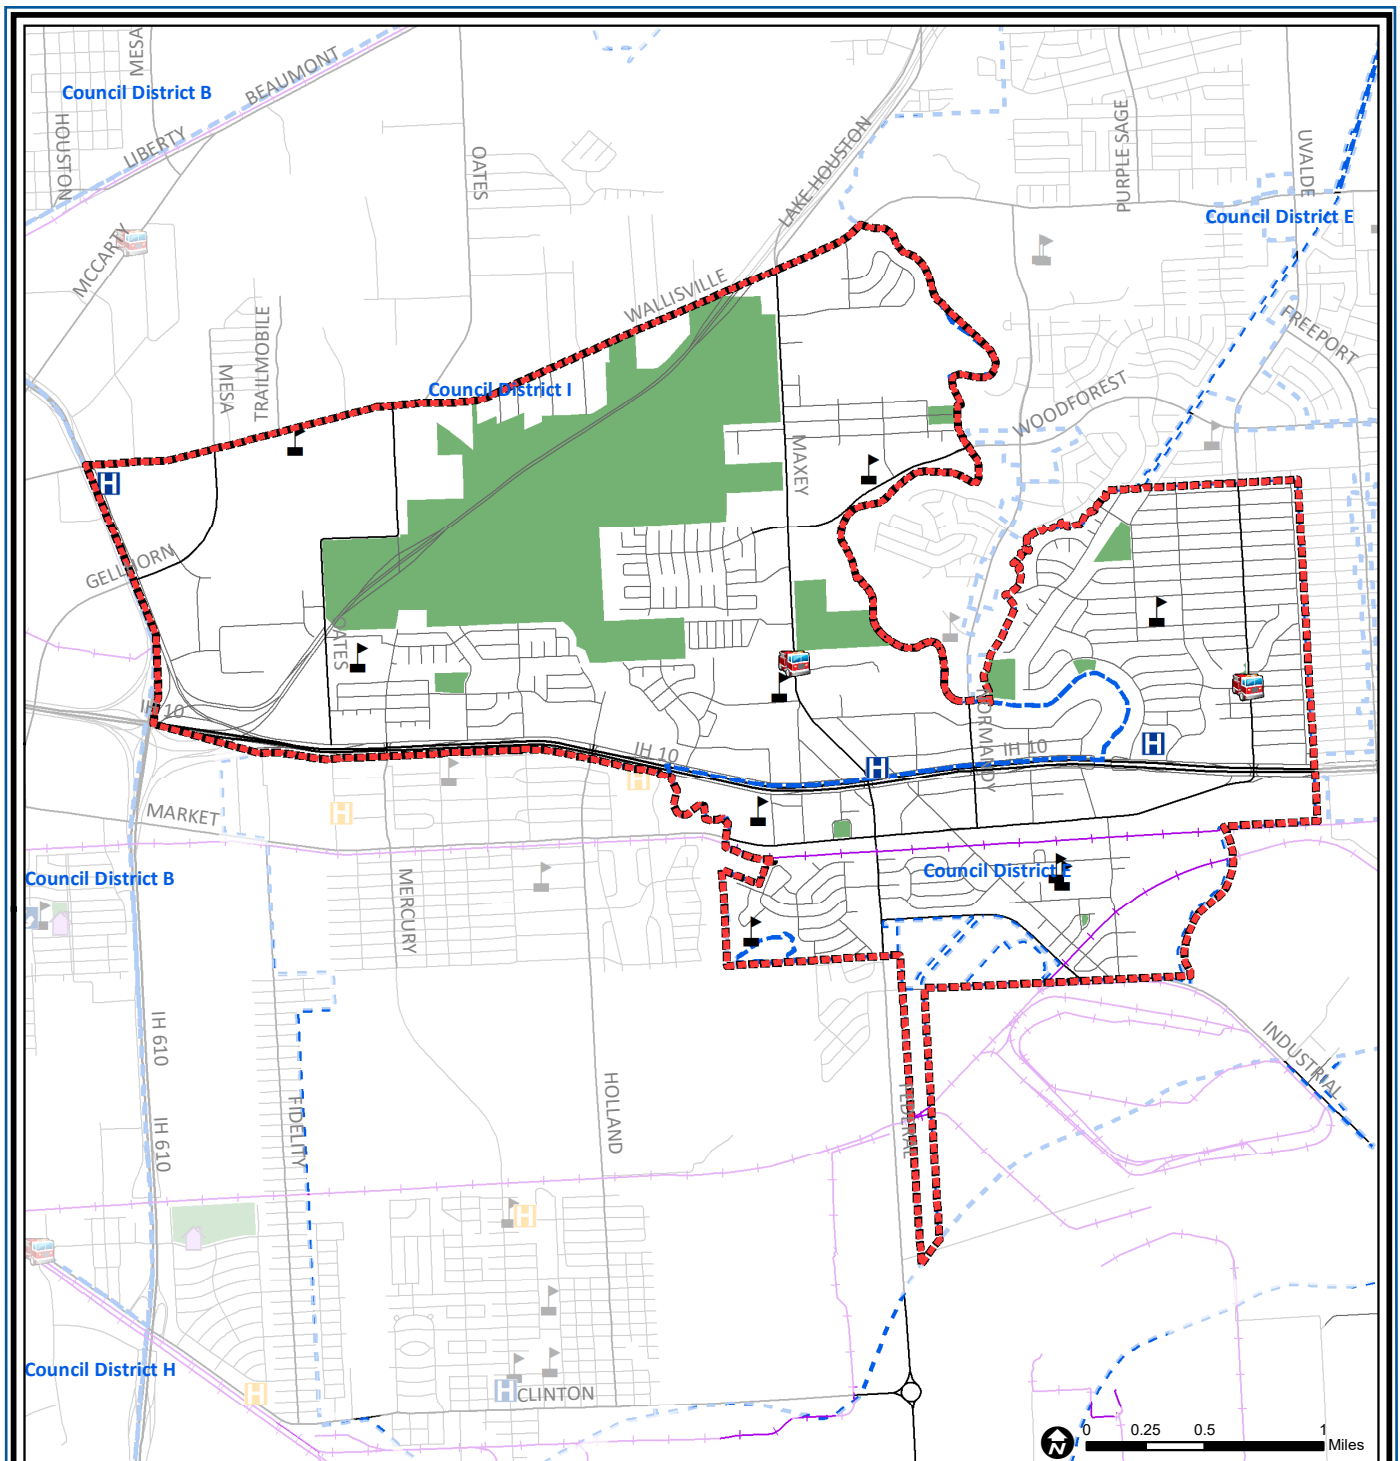 MESA
Council District B
BEAUMONT
LIBERTY
HOUSTON
OATES
LAKE HOUSTON
PURPLE SAGE
UVALDE
Council District E
MCCARTY
WALLISVILLE
FREEPORT
TRAILMOBILE
MESA
Council District I
WOODFOREST
MAXEY
H
GELLHORN
OATES
IH 10
IH 10
IH 10
NORMANDY
H
H
H
H
MARKET
Council District B
MERCURY
Council District E
IH 610
INDUSTRIAL
HOLLAND
FIDELITY
FEDERAL
IH 610
H
Council District H
H
H
CLINTON
0 0.25 0.5 1
Miles